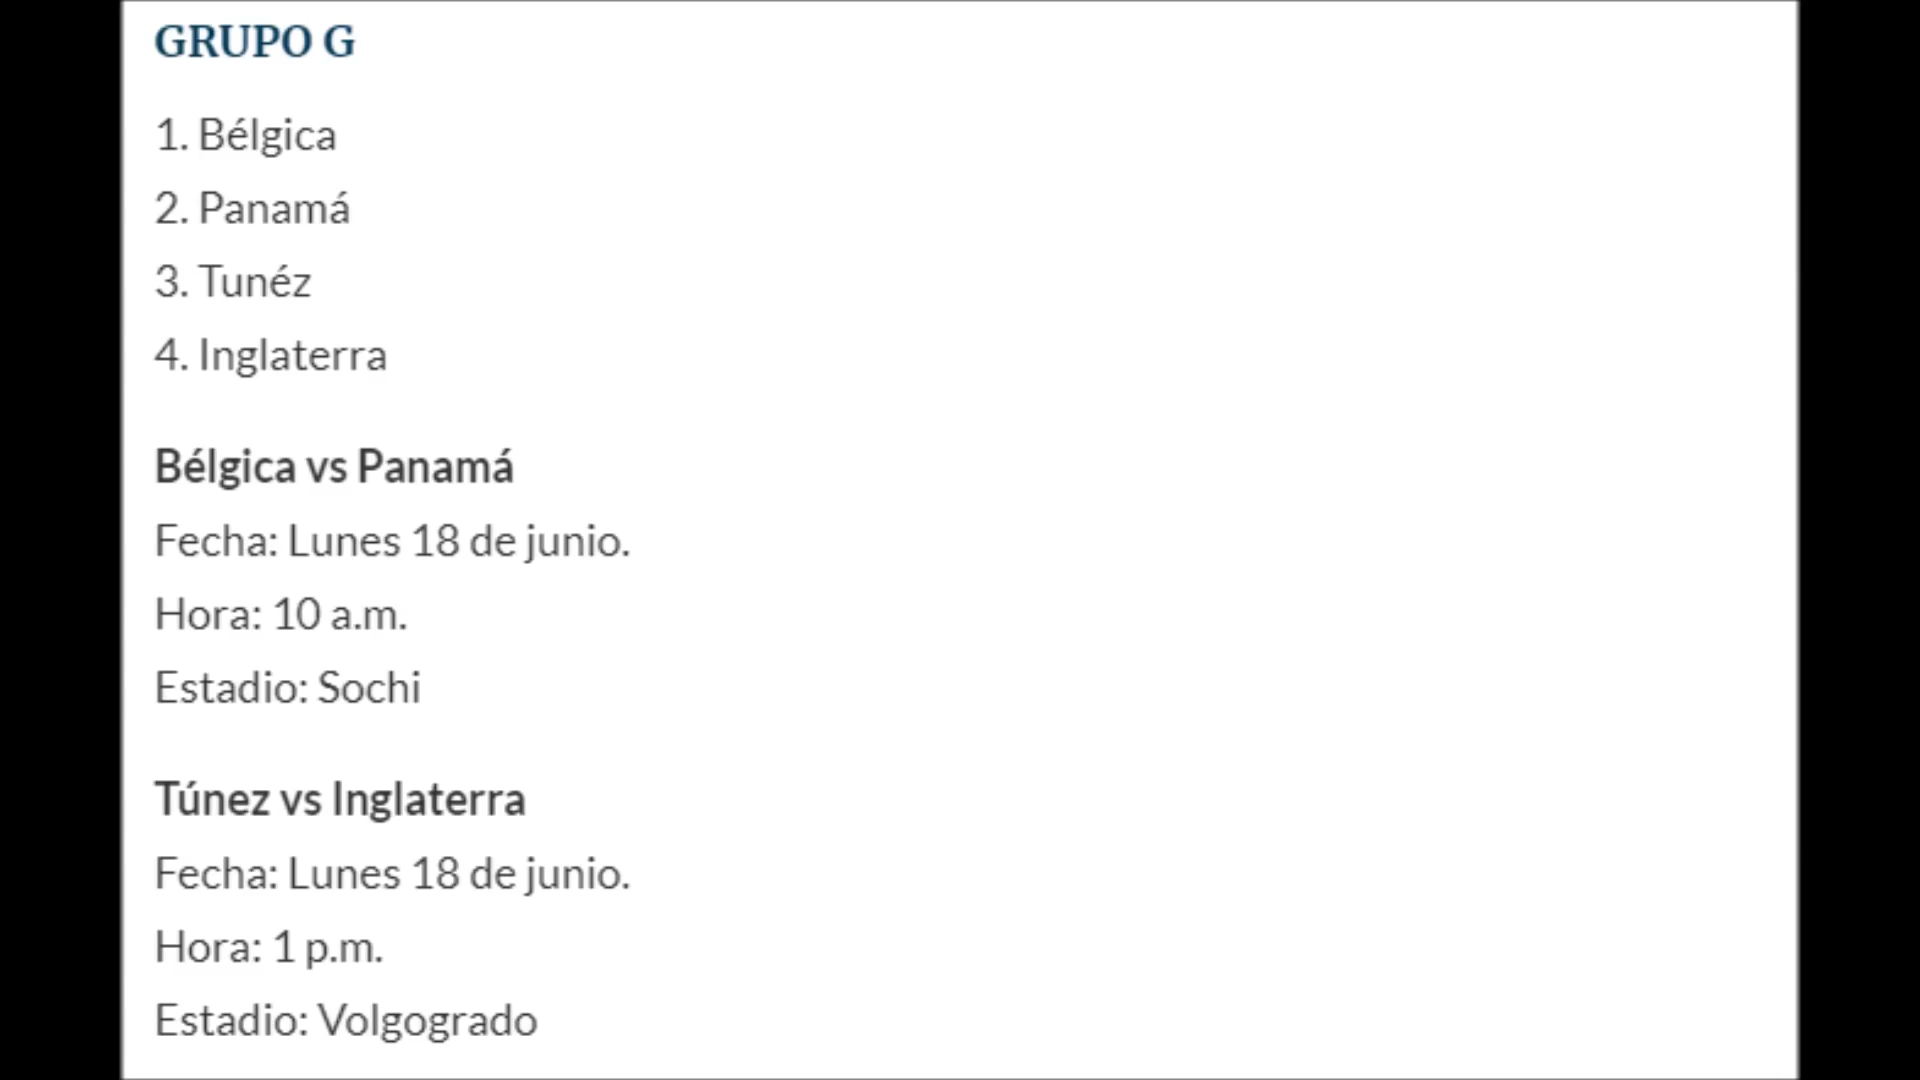 GRUPO G
1. Bélgica
2. Panamá
3. Tunéz
4. Inglaterra
Bélgica vs Panamá
Fecha: Lunes 18 de junio.
Hora: 10 a.m.
Estadio: Sochi
Túnez vs Inglaterra
Fecha: Lunes 18 de junio.
Hora: 1 p.m.
Estadio: Volgogrado